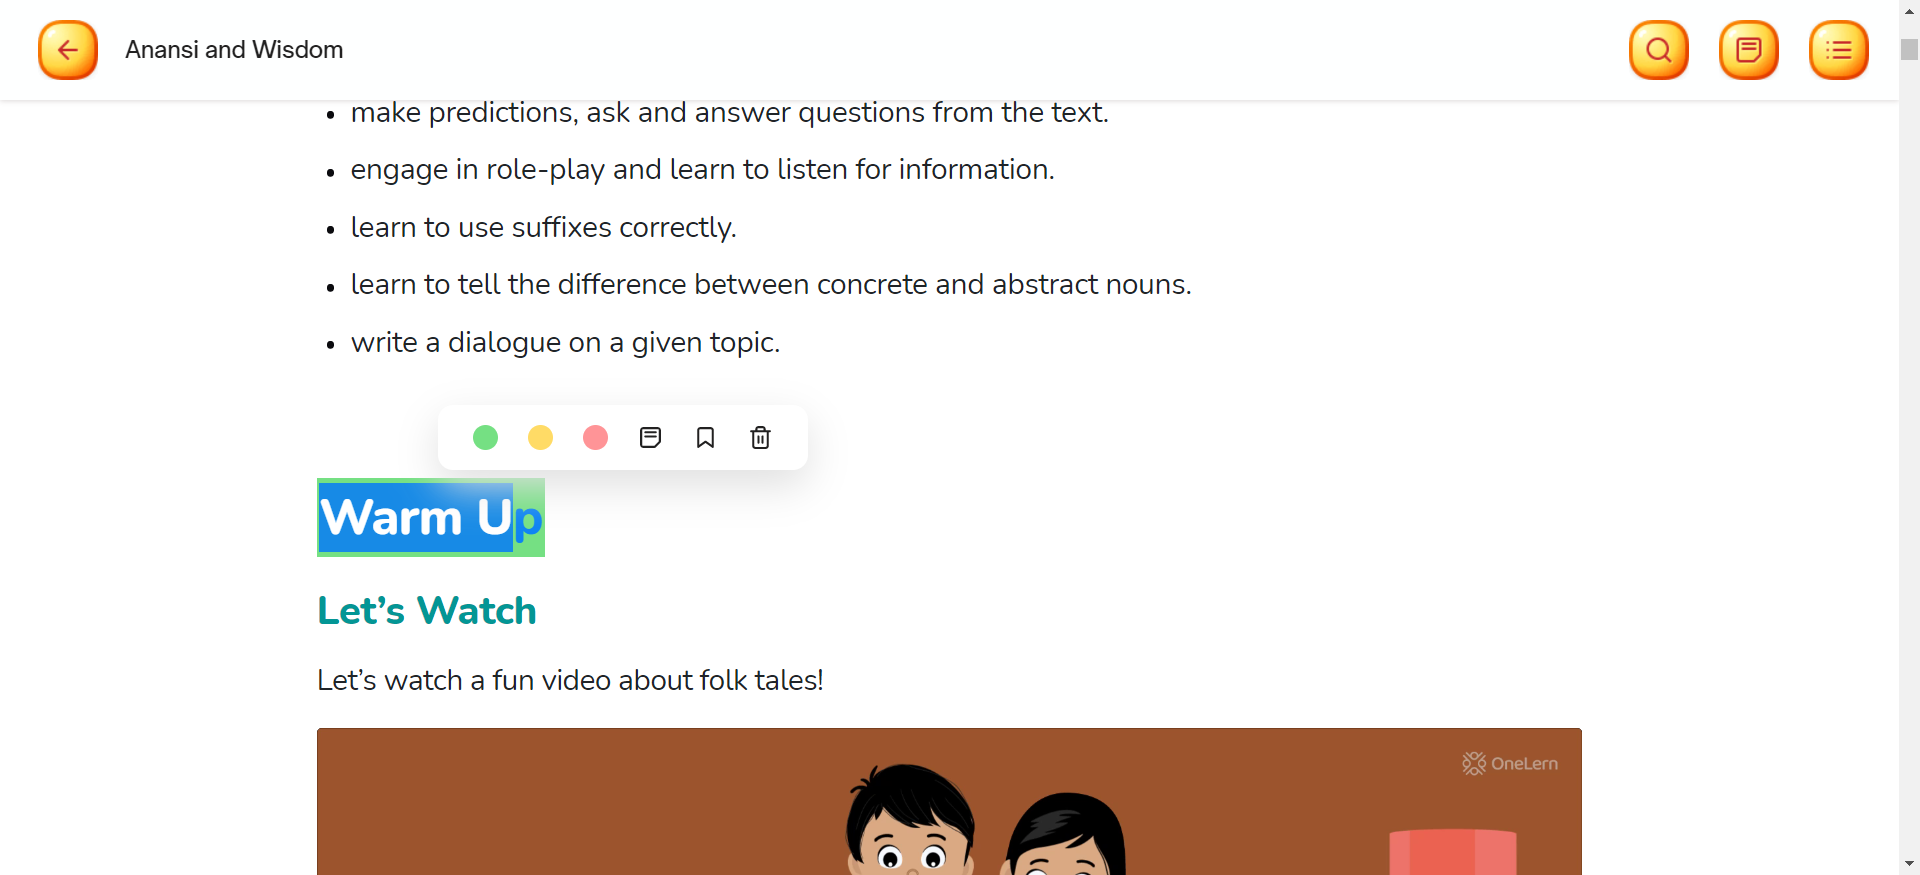 Anansi and Wisdom
make predictions, ask and answer questions from the text.
engage in role-play and learn to listen for information.
learn to use suffixes correctly.
learn to tell the difference between concrete and abstract nouns.
write a dialogue on a given topic.
Warm Up
Let’s Watch
Let’s watch a fun video about folk tales!
OneLern